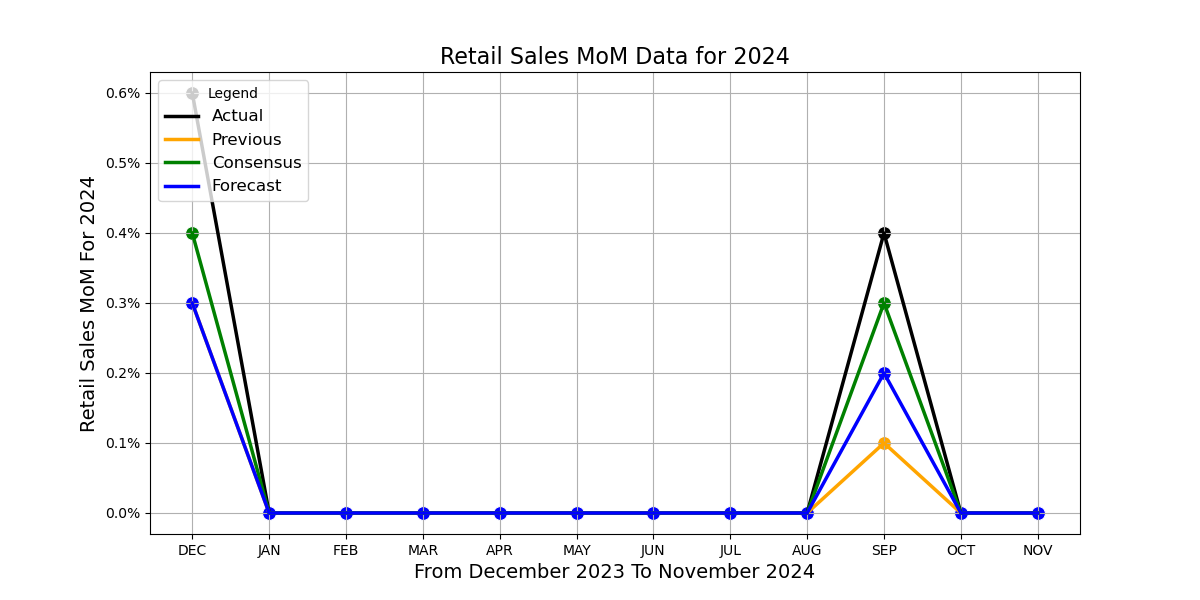 Retail Sales MoM Data for 2024
Legend
Actual
Previous
Consensus
Forecast
Retail Sales MoM For 2024
0.6%
0.5%
0.4%
0.3%
0.2%
0.1%
0.0%
DEC JAN FEB MAR APR MAY JUN JUL AUG SEP OCT NOV
From December 2023 To November 2024